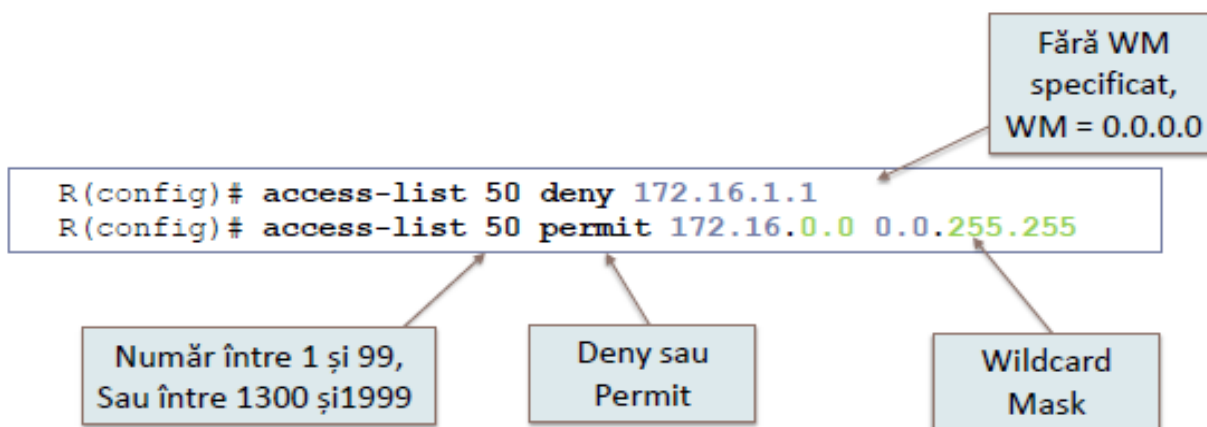 Fără WM
specificat,
WM = 0.0.0.0
R(config)# access-list 50 deny 172.16.1.1
R(config)# access-list 50 permit 172.16.0.0 0.0.255.255
Număr între 1 și 99,
Sau între 1300 și1999
Deny sau
Permit
Wildcard
Mask